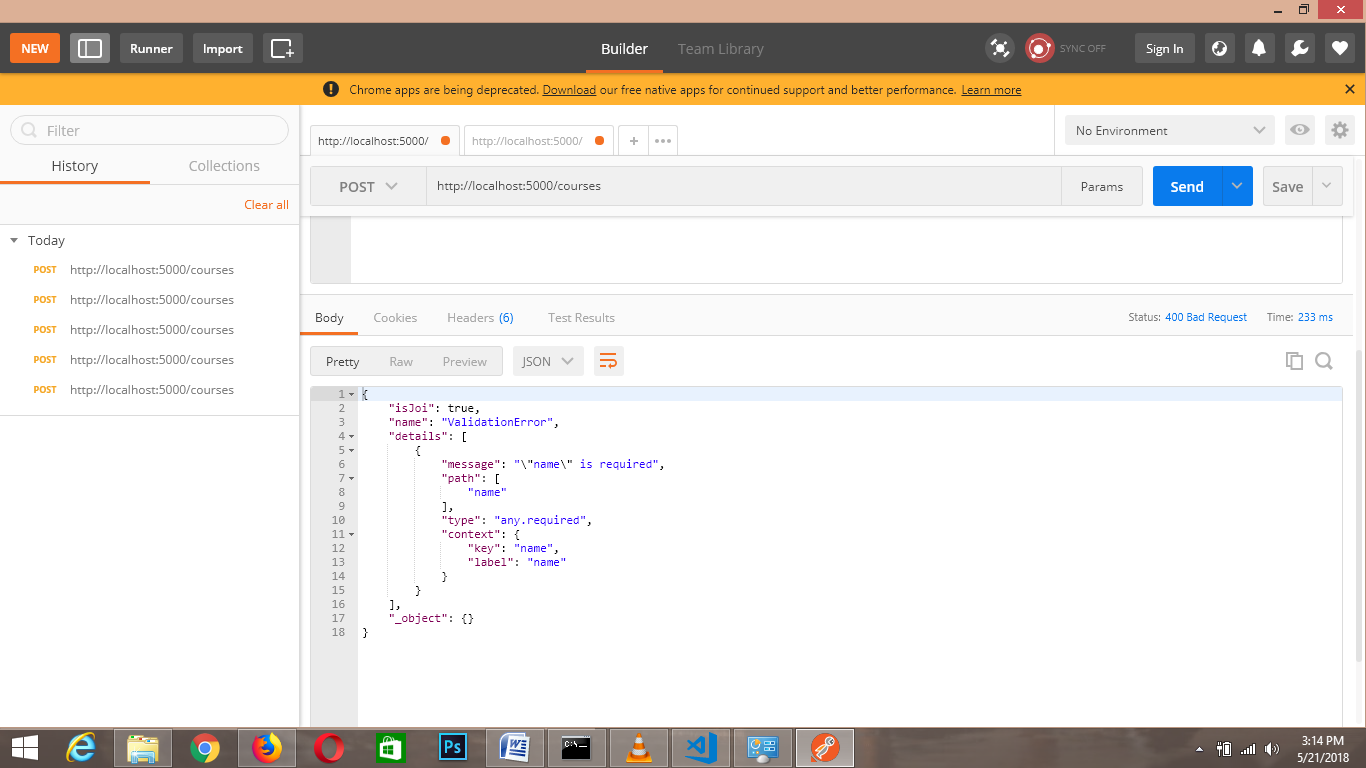 NEW Runner Import Builder Team Library SYNC OFF Sign In
Chrome apps are being deprecated. Download our free native apps for continued support and better performance. Learn more
Filter
History Collections
Clear all
Today
POST http://localhost:5000/courses
POST http://localhost:5000/courses
POST http://localhost:5000/courses
POST http://localhost:5000/courses
POST http://localhost:5000/courses
http://localhost:5000/ http://localhost:5000/ + ••• No Environment
POST http://localhost:5000/courses Params Send Save
Body Cookies Headers (6) Test Results Status: 400 Bad Request Time: 233 ms
Pretty Raw Preview JSON
1 {
2 "isJoi": true,
3 "name": "ValidationError",
4 "details": [
5 {
6 "message": "\"name\" is required",
7 "path": [
8 "name"
9 ],
10 "type": "any.required",
11 "context": {
12 "key": "name",
13 "label": "name"
14 }
15 }
16 ],
17 "_object": {}
18 }
Ps W C:\ 3:14 PM
5/21/2018